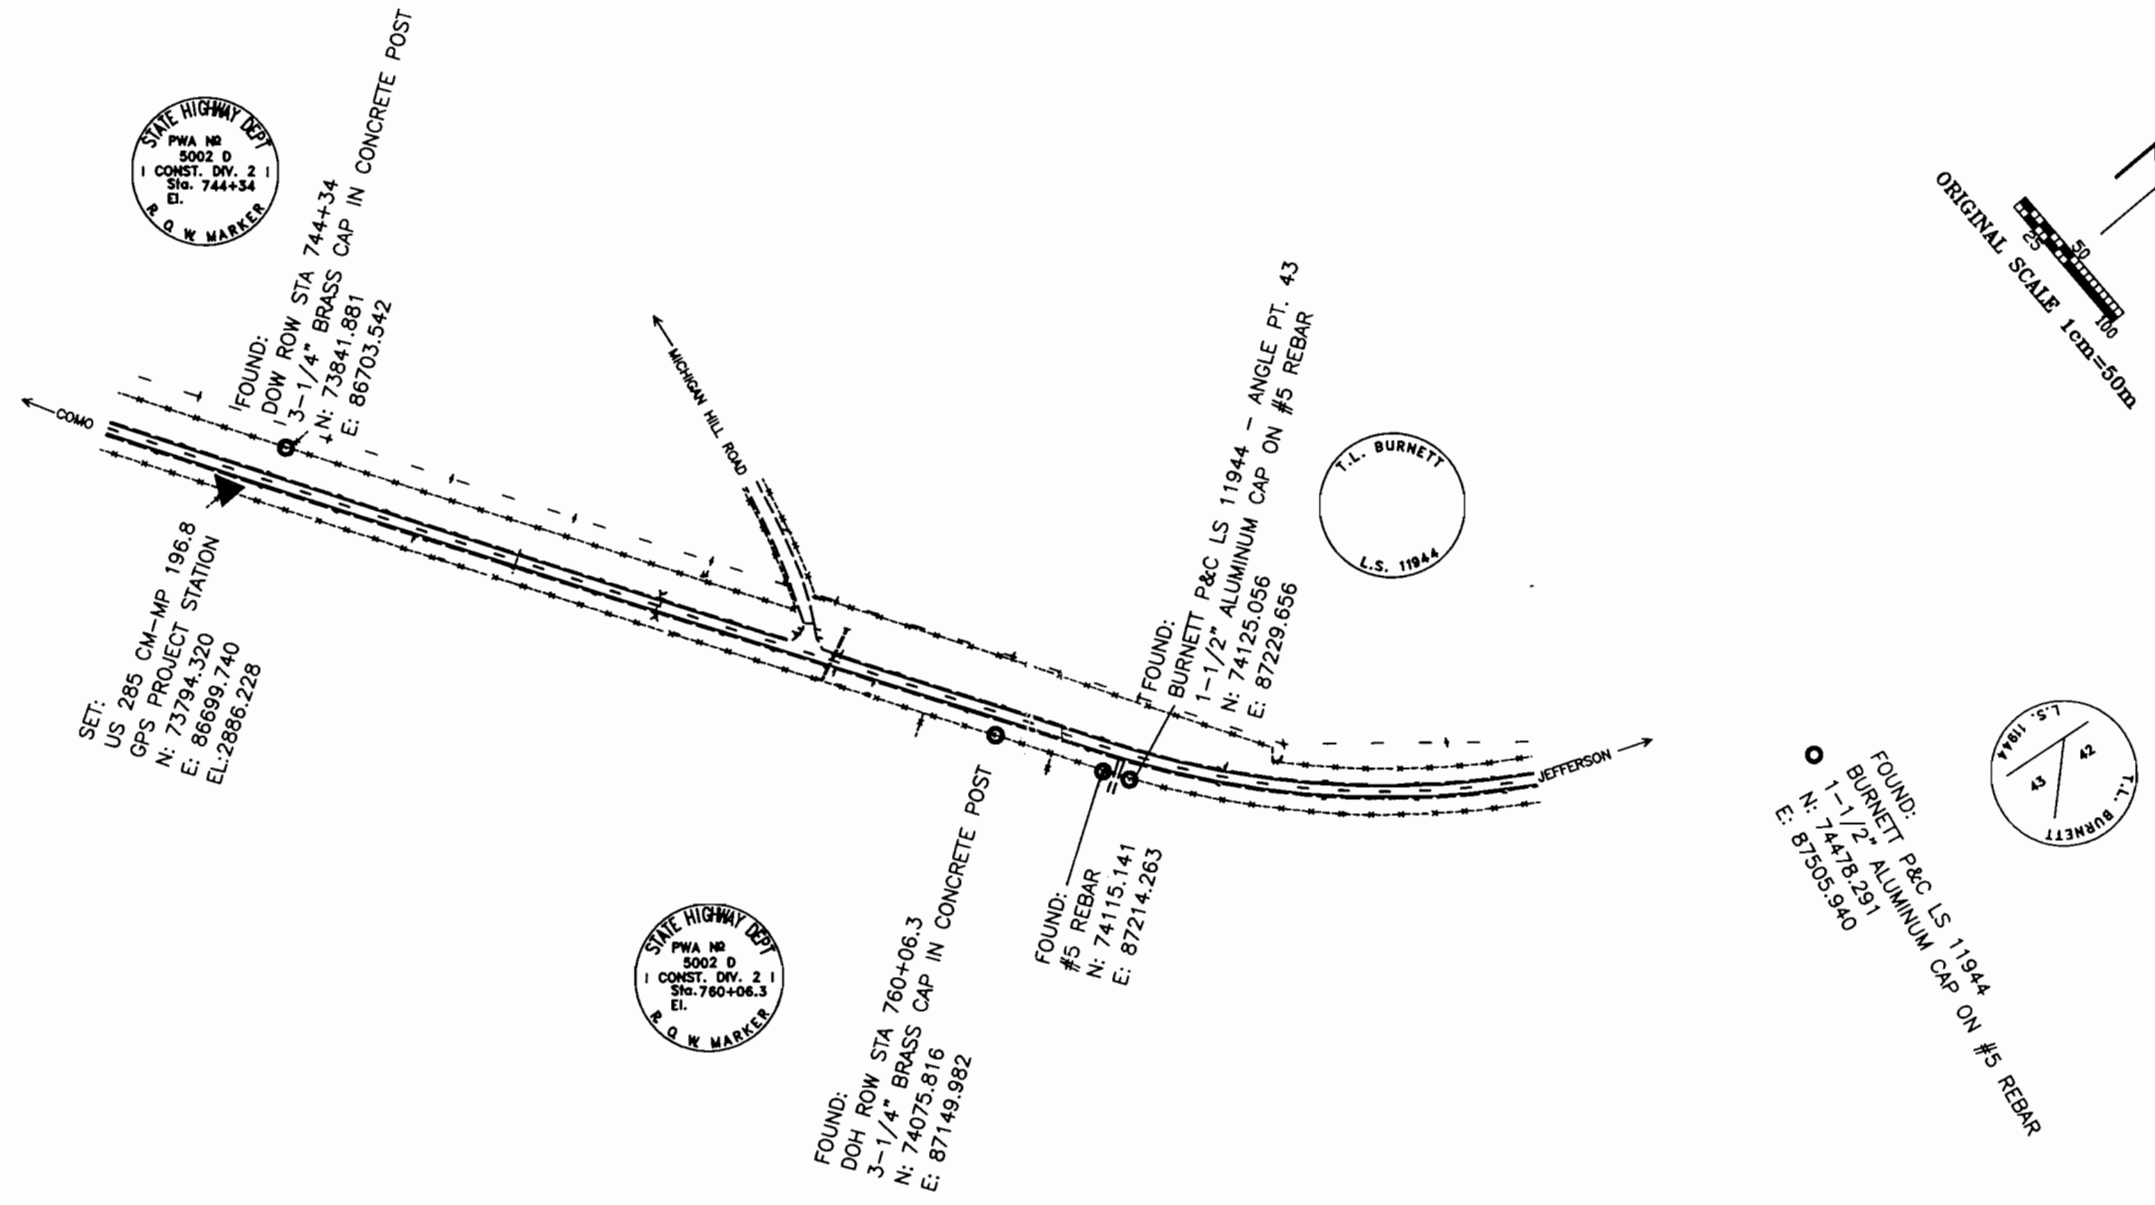 STATE HIGHWAY DEPT
PWA Nº
5002 D
CONST. DIV. 2
Sta. 744+34
El.
R. O. W. MARKER
FOUND:
DOW ROW STA 744+34
3-1/4" BRASS CAP IN CONCRETE POST
N: 73841.881
E: 86703.542
COMO
SET:
US 285 CM-MP 196.8
GPS PROJECT STATION
N: 73794.320
E: 86699.740
EL:2886.228
MICHIGAN HILL ROAD
FOUND:
BURNETT P&C LS 11944 - ANGLE PT. 43
1-1/2" ALUMINUM CAP ON #5 REBAR
N: 74125.056
E: 87229.656
T.L. BURNETT
L.S. 11944
ORIGINAL SCALE 1cm=50m
25
50
100
JEFFERSON
STATE HIGHWAY DEPT
PWA Nº
5002 D
CONST. DIV. 2
Sta. 760+06.3
El.
R. O. W. MARKER
FOUND:
DOH ROW STA 760+06.3
3-1/4" BRASS CAP IN CONCRETE POST
N: 74075.816
E: 87149.982
FOUND:
#5 REBAR
N: 74115.141
E: 87214.263
FOUND:
BURNETT P&C LS 11944
1-1/2" ALUMINUM CAP ON #5 REBAR
N: 74478.291
E: 87505.940
L.S. 11944
42
43
T.L. BURNETT